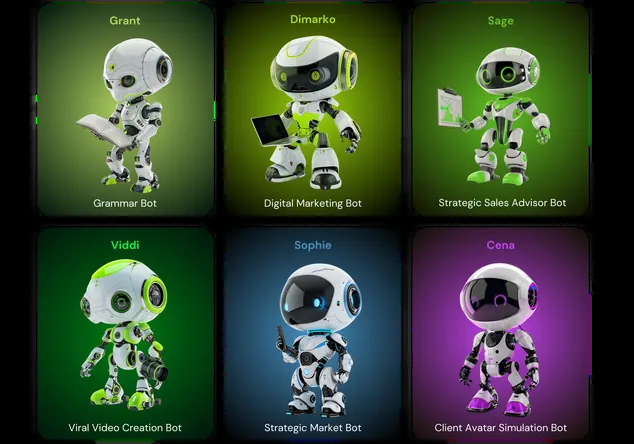 Grant
Dimarko
Sage
Grammar Bot
Digital Marketing Bot
Strategic Sales Advisor Bot
Viddi
Sophie
Cena
Viral Video Creation Bot
Strategic Market Bot
Client Avatar Simulation Bot